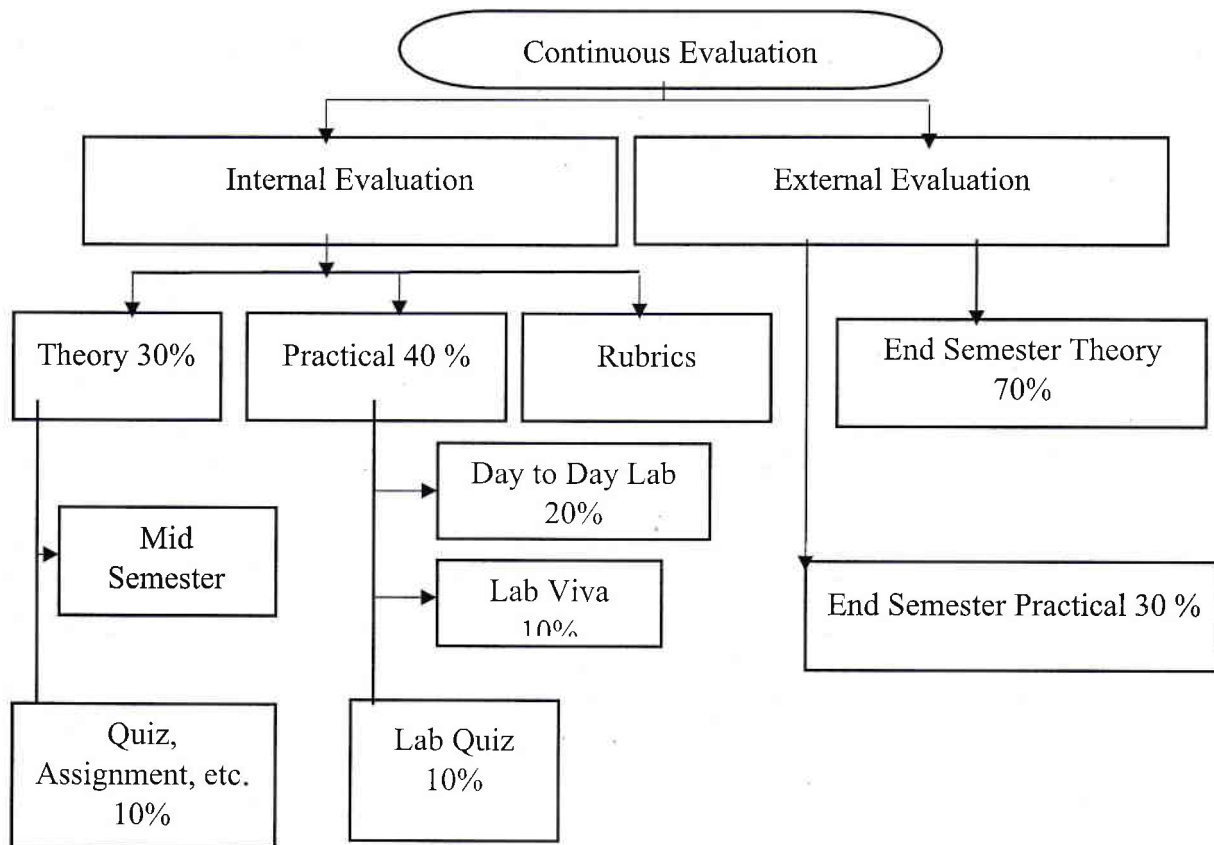 Continuous Evaluation
Internal Evaluation
External Evaluation
Theory 30%
Practical 40 %
Rubrics
End Semester Theory
70%
Day to Day Lab
20%
Mid
Semester
Lab Viva
10%
End Semester Practical 30 %
Quiz,
Assignment, etc.
10%
Lab Quiz
10%